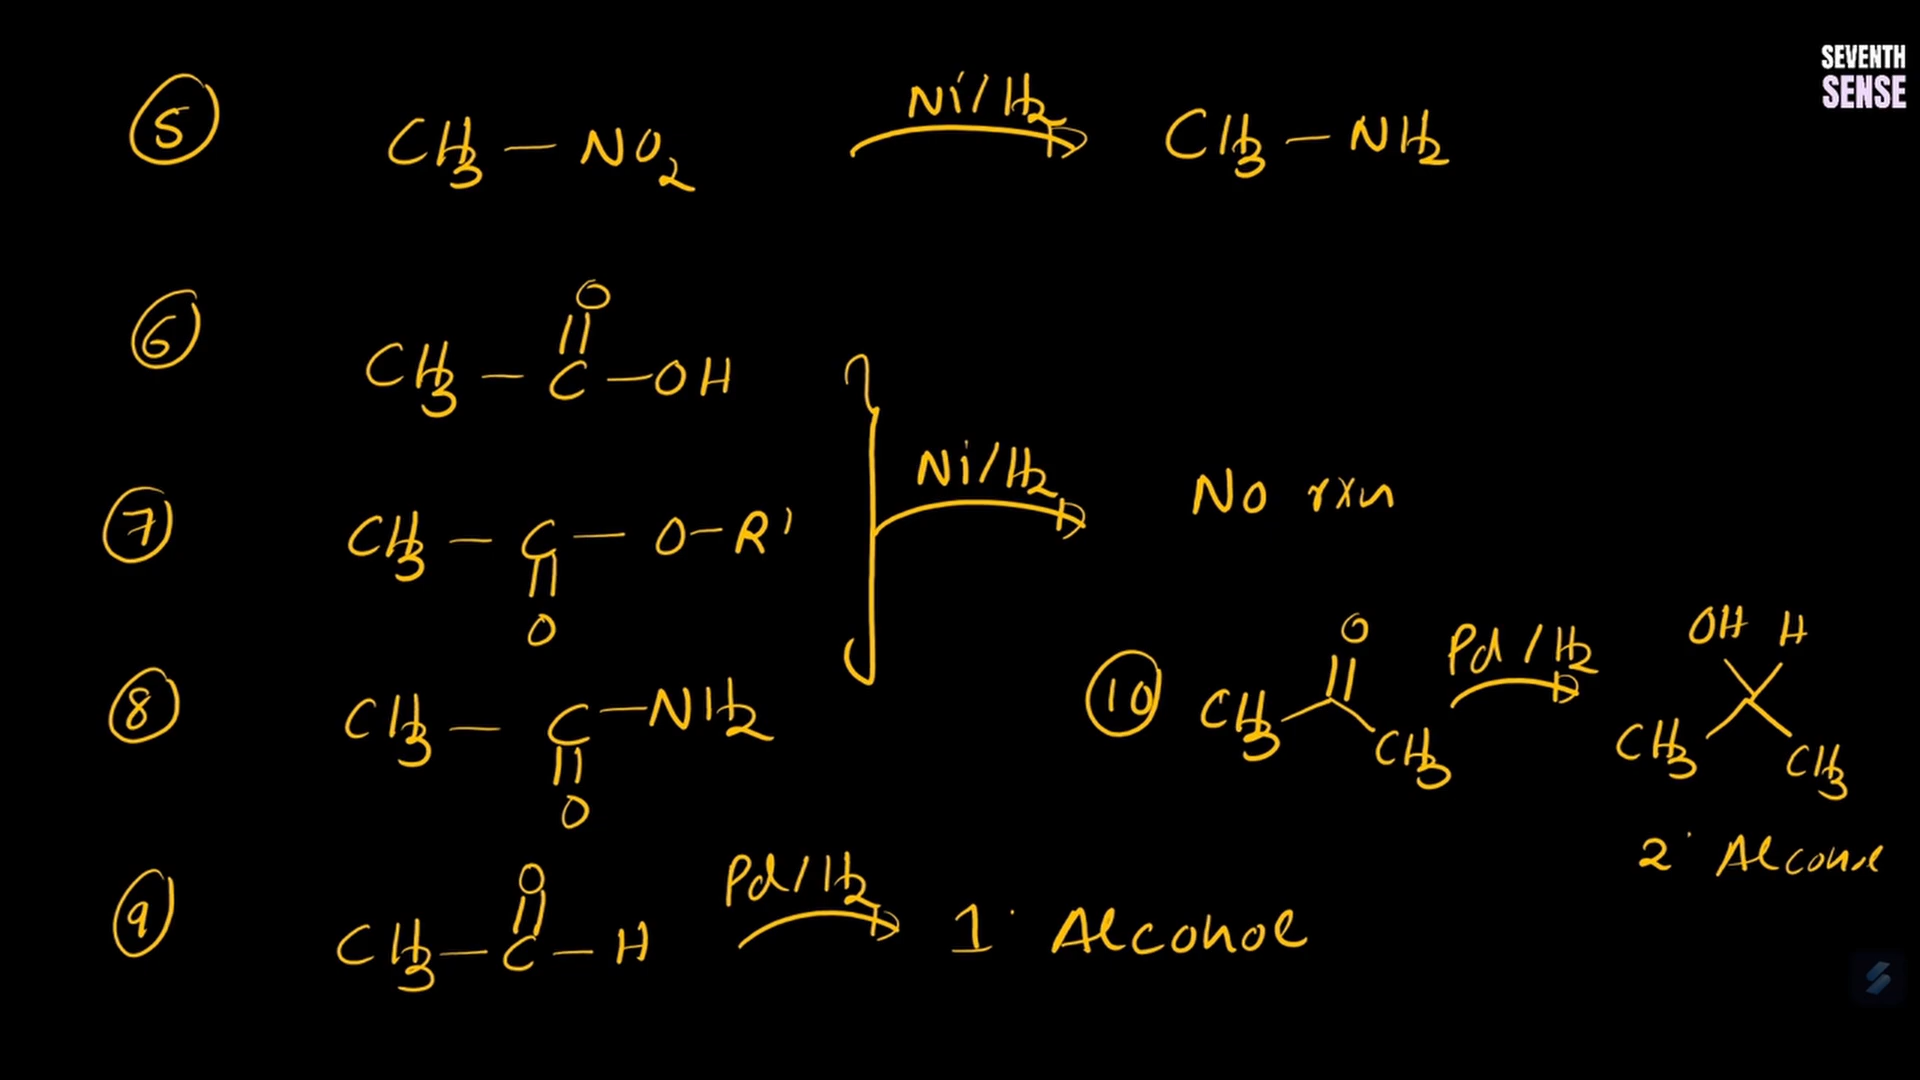 SEVENTH
SENSE
5 CH3 – NO2 Ni/H2 CH3 – NH2
6 CH3 – C – OH
O
7 CH3 – C – O – R'
O
Ni/H2 No rxn
8 CH3 – C – NH2
O
9 CH3 – C – H Pd/H2 1° Alcohol
O
10 CH3 O CH3 Pd/H2 OH H CH3 CH3
2° Alcohol